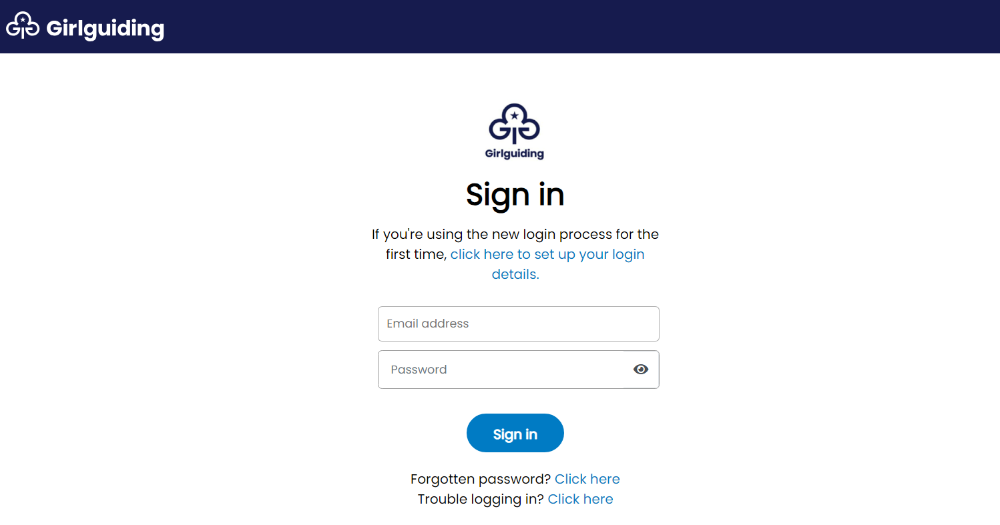 Girlguiding
Girlguiding
Sign in
If you're using the new login process for the
first time, click here to set up your login
details.
Email address
Password
Sign in
Forgotten password? Click here
Trouble logging in? Click here